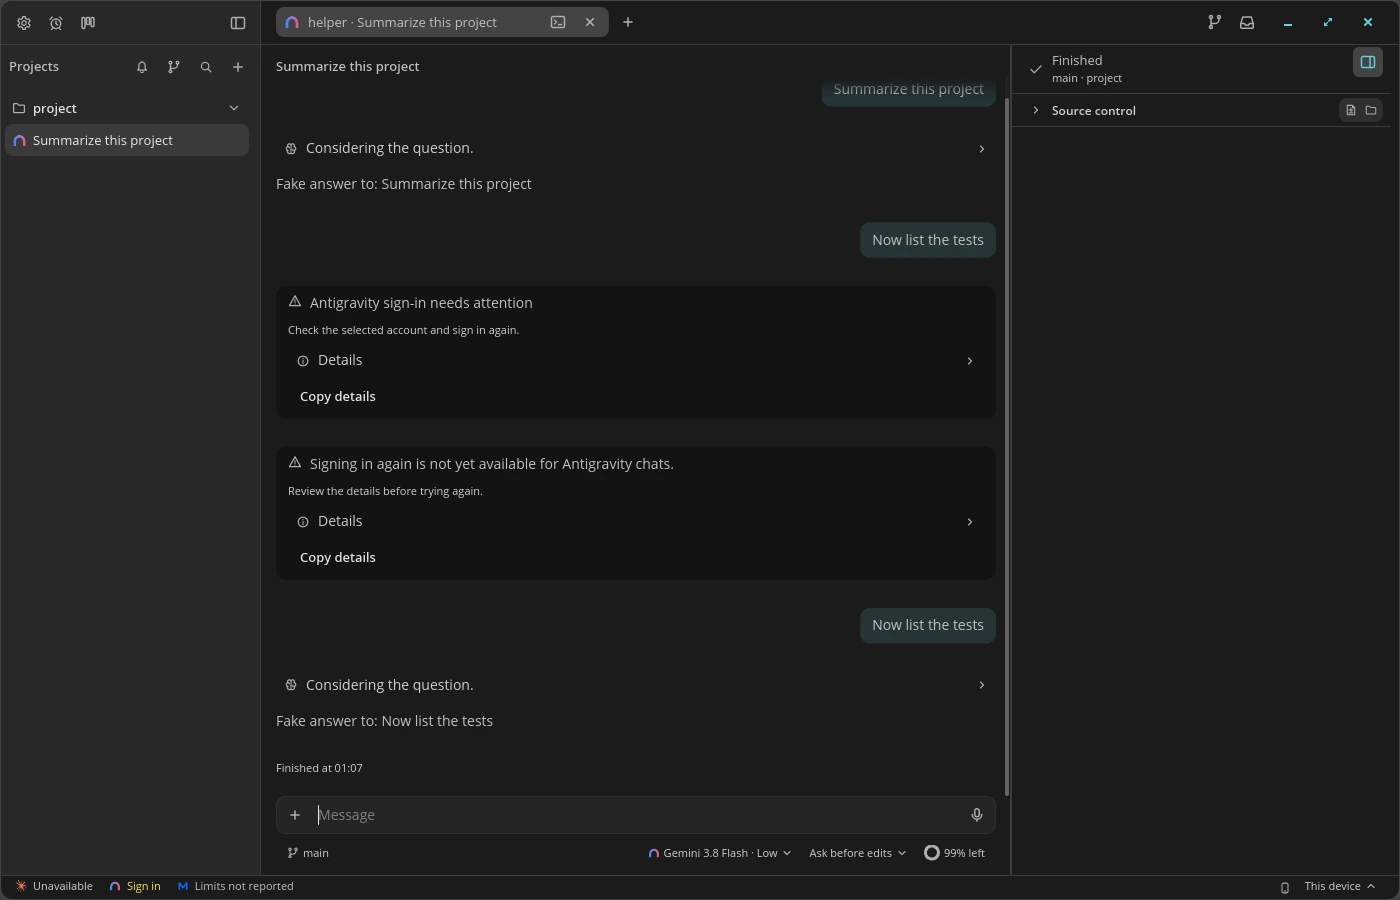 helper · Summarize this project
Projects
project
Summarize this project
Summarize this project
Summarize this project
Considering the question.
Fake answer to: Summarize this project
Now list the tests
Antigravity sign-in needs attention
Check the selected account and sign in again.
Details
Copy details
Signing in again is not yet available for Antigravity chats.
Review the details before trying again.
Details
Copy details
Now list the tests
Considering the question.
Fake answer to: Now list the tests
Finished at 01:07
Message
main
Gemini 3.8 Flash · Low
Ask before edits
99% left
Finished
main · project
Source control
Unavailable
Sign in
Limits not reported
This device